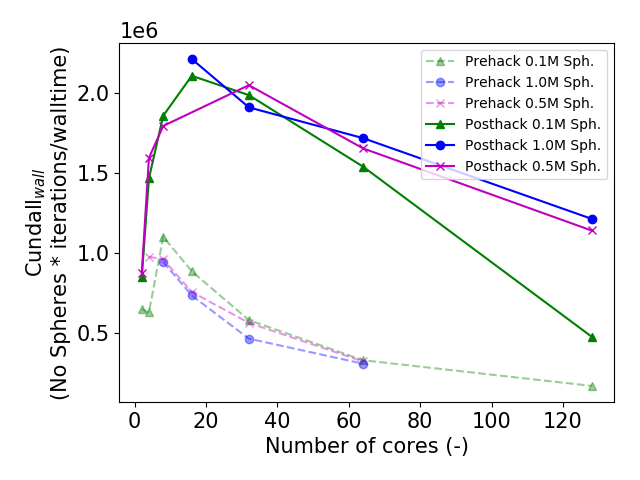 1e6
Prehack 0.1M Sph.
Prehack 1.0M Sph.
Prehack 0.5M Sph.
Posthack 0.1M Sph.
Posthack 1.0M Sph.
Posthack 0.5M Sph.
2.0
1.5
1.0
0.5
Cundall_wall
(No Spheres * iterations/walltime)
0 20 40 60 80 100 120
Number of cores (-)